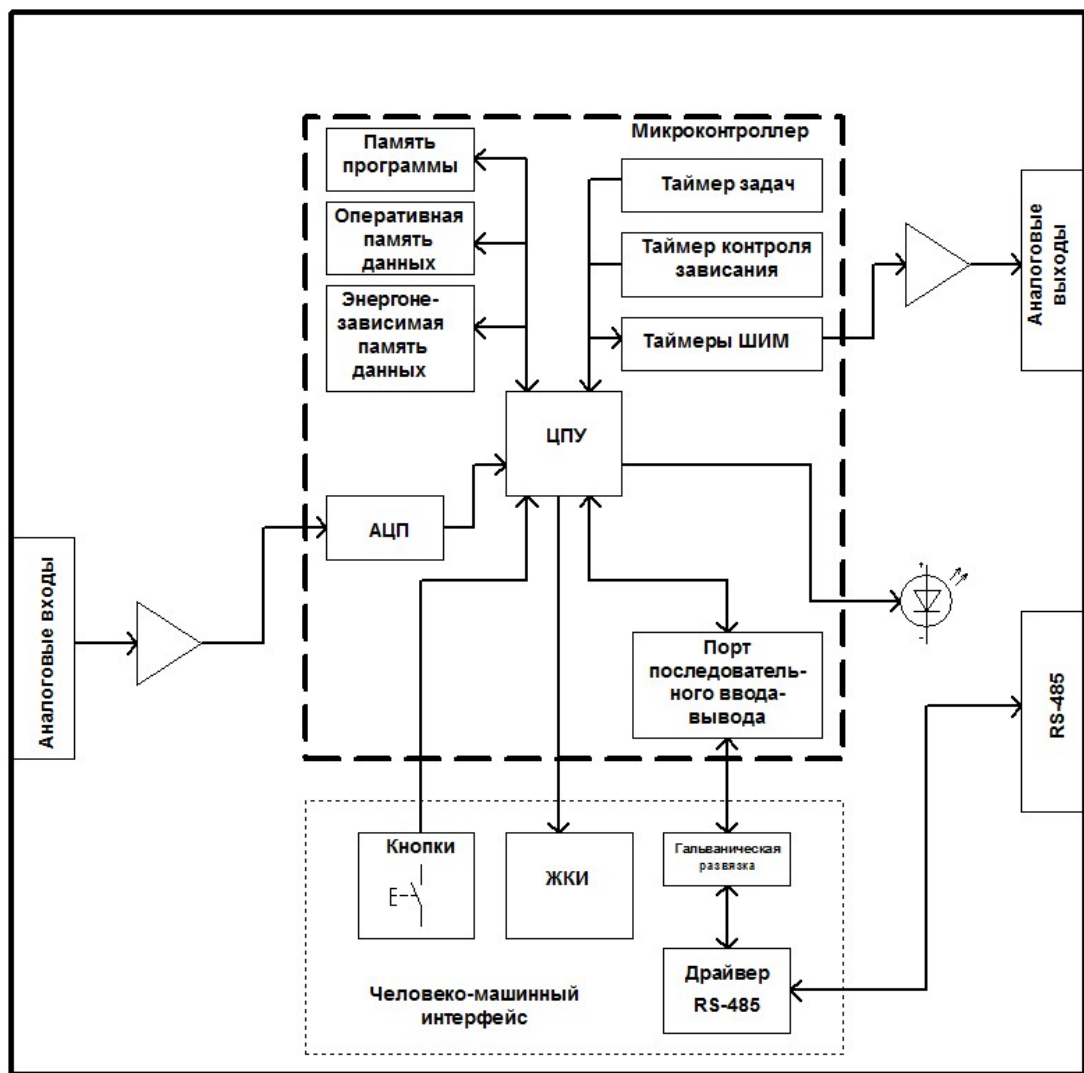 Микроконтроллер
Память
программы
Таймер задач
Оперативная
память
данных
Таймер контроля
зависания
Энергоне-
зависимая
память
данных
Таймеры ШИМ
Аналоговые
выходы
ЦПУ
АЦП
Аналоговые входы
+
-
Порт
последователь-
ного ввода-
вывода
RS-485
Кнопки
ЖКИ
Гальваническая
развязка
Драйвер
RS-485
Человеко-машинный
интерфейс